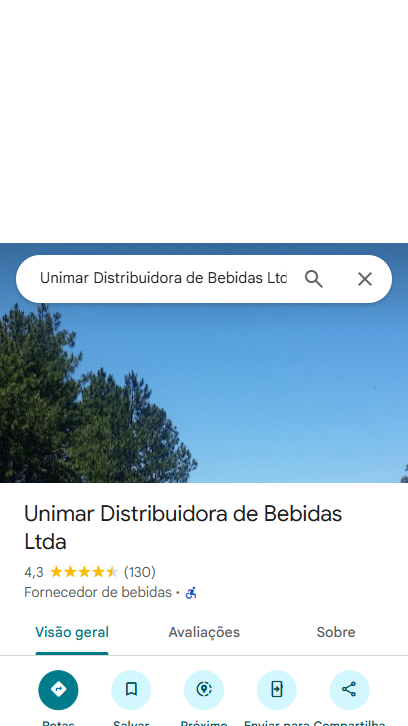 Unimar Distribuidora de Bebidas Ltd
Unimar Distribuidora de Bebidas
Ltda
4,3 (130)
Fornecedor de bebidas ·
Visão geral Avaliações Sobre
Rotas Salvar Próximo Enviar para Compartilha